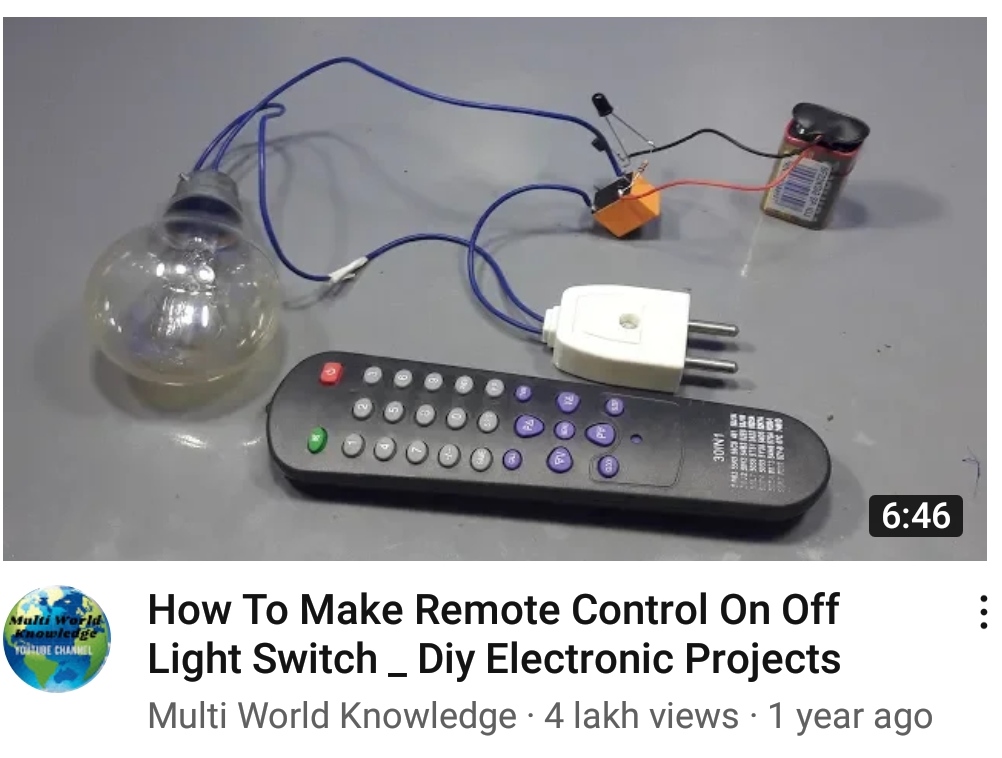 6:46
Multi World
Knowledge
YOUTUBE CHANNEL
How To Make Remote Control On Off
Light Switch _ Diy Electronic Projects
Multi World Knowledge · 4 lakh views · 1 year ago